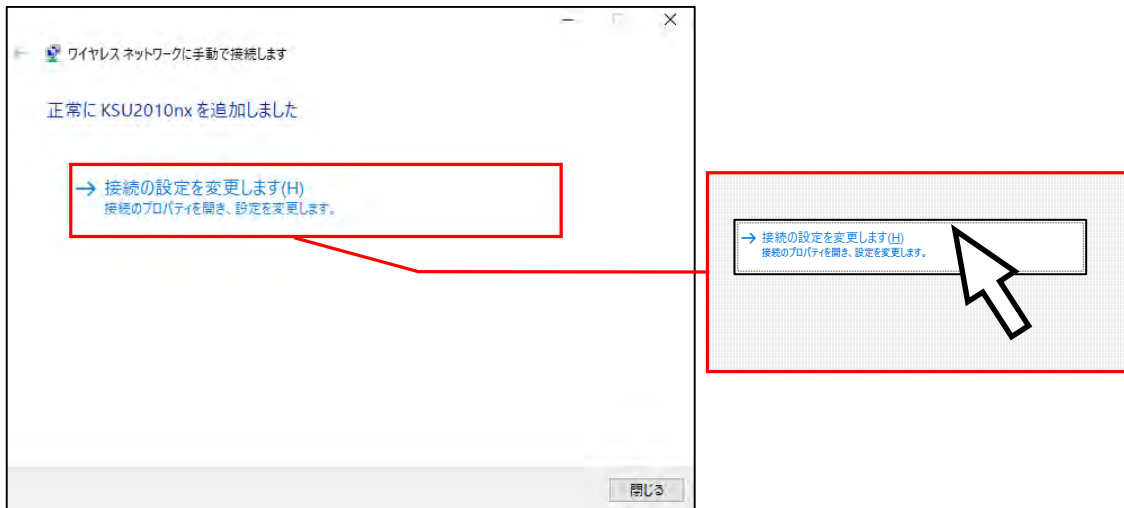 ワイヤレス ネットワークに手動で接続します
正常に KSU2010nx を追加しました
→ 接続の設定を変更します(H)
接続のプロパティを開き、設定を変更します。
→ 接続の設定を変更します(H)
接続のプロパティを開き、設定を変更します。
閉じる